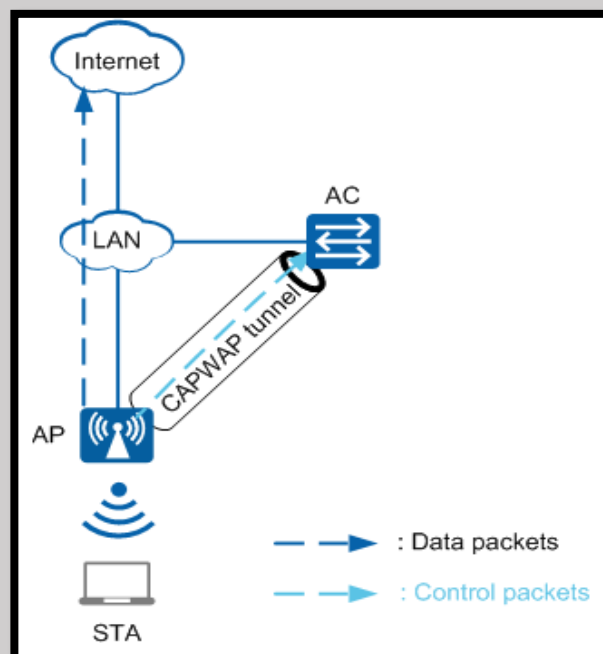 Internet
AC
LAN
CAPWAP tunnel
AP
: Data packets
: Control packets
STA